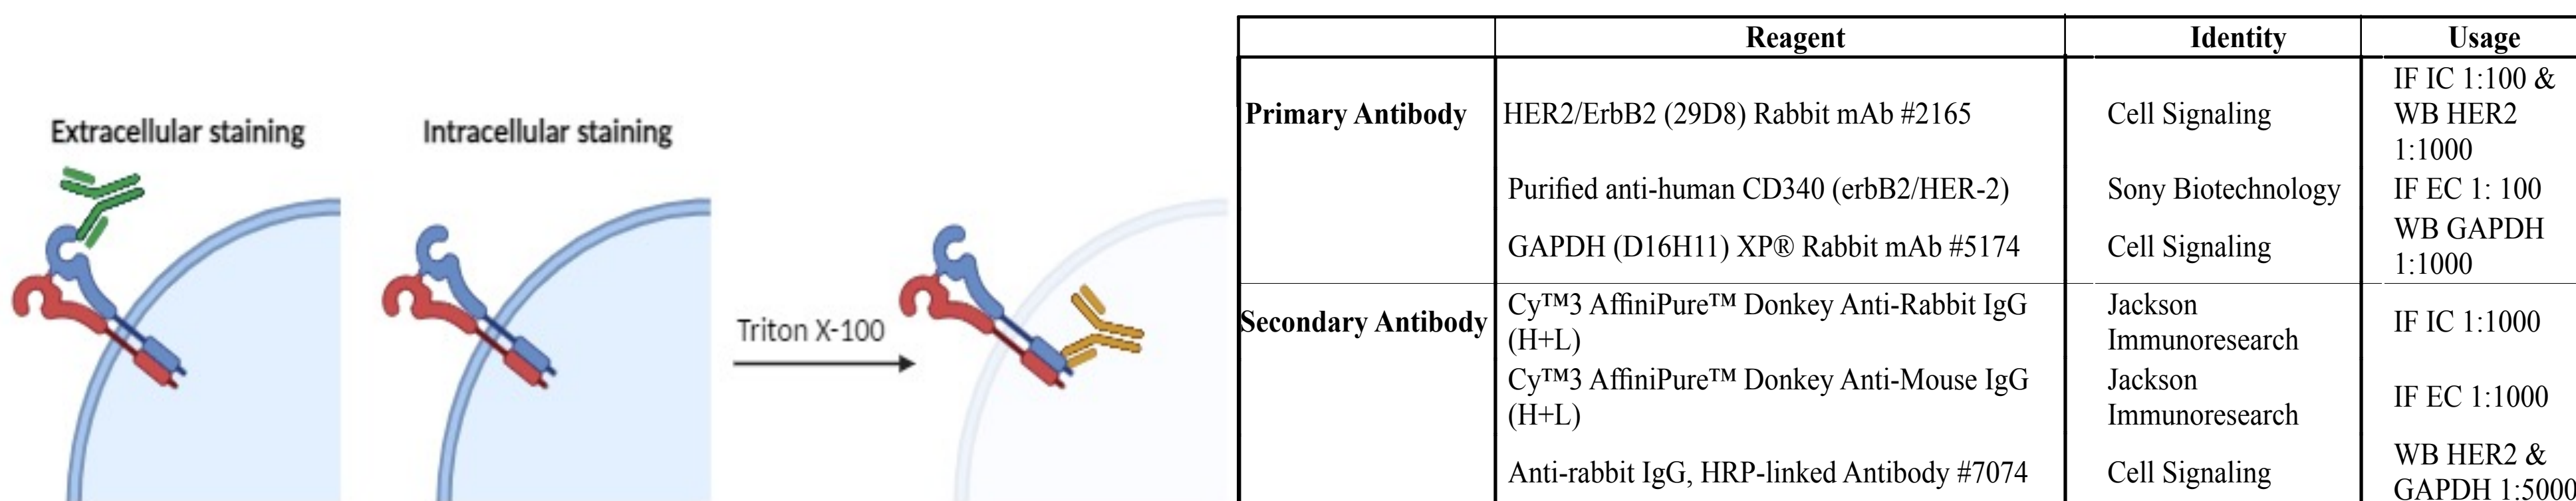 Extracellular staining
Intracellular staining
Triton X-100
Reagent Identity Usage
Primary Antibody HER2/ErbB2 (29D8) Rabbit mAb #2165 Cell Signaling IF IC 1:100 &
WB HER2
1:1000
Purified anti-human CD340 (erbB2/HER-2) Sony Biotechnology IF EC 1: 100
GAPDH (D16H11) XP® Rabbit mAb #5174 Cell Signaling WB GAPDH
1:1000
Secondary Antibody Cy™3 AffiniPure™ Donkey Anti-Rabbit IgG
(H+L)
Jackson
Immunoresearch
IF IC 1:1000
Cy™3 AffiniPure™ Donkey Anti-Mouse IgG
(H+L)
Jackson
Immunoresearch
IF EC 1:1000
Anti-rabbit IgG, HRP-linked Antibody #7074 Cell Signaling WB HER2 &
GAPDH 1:5000